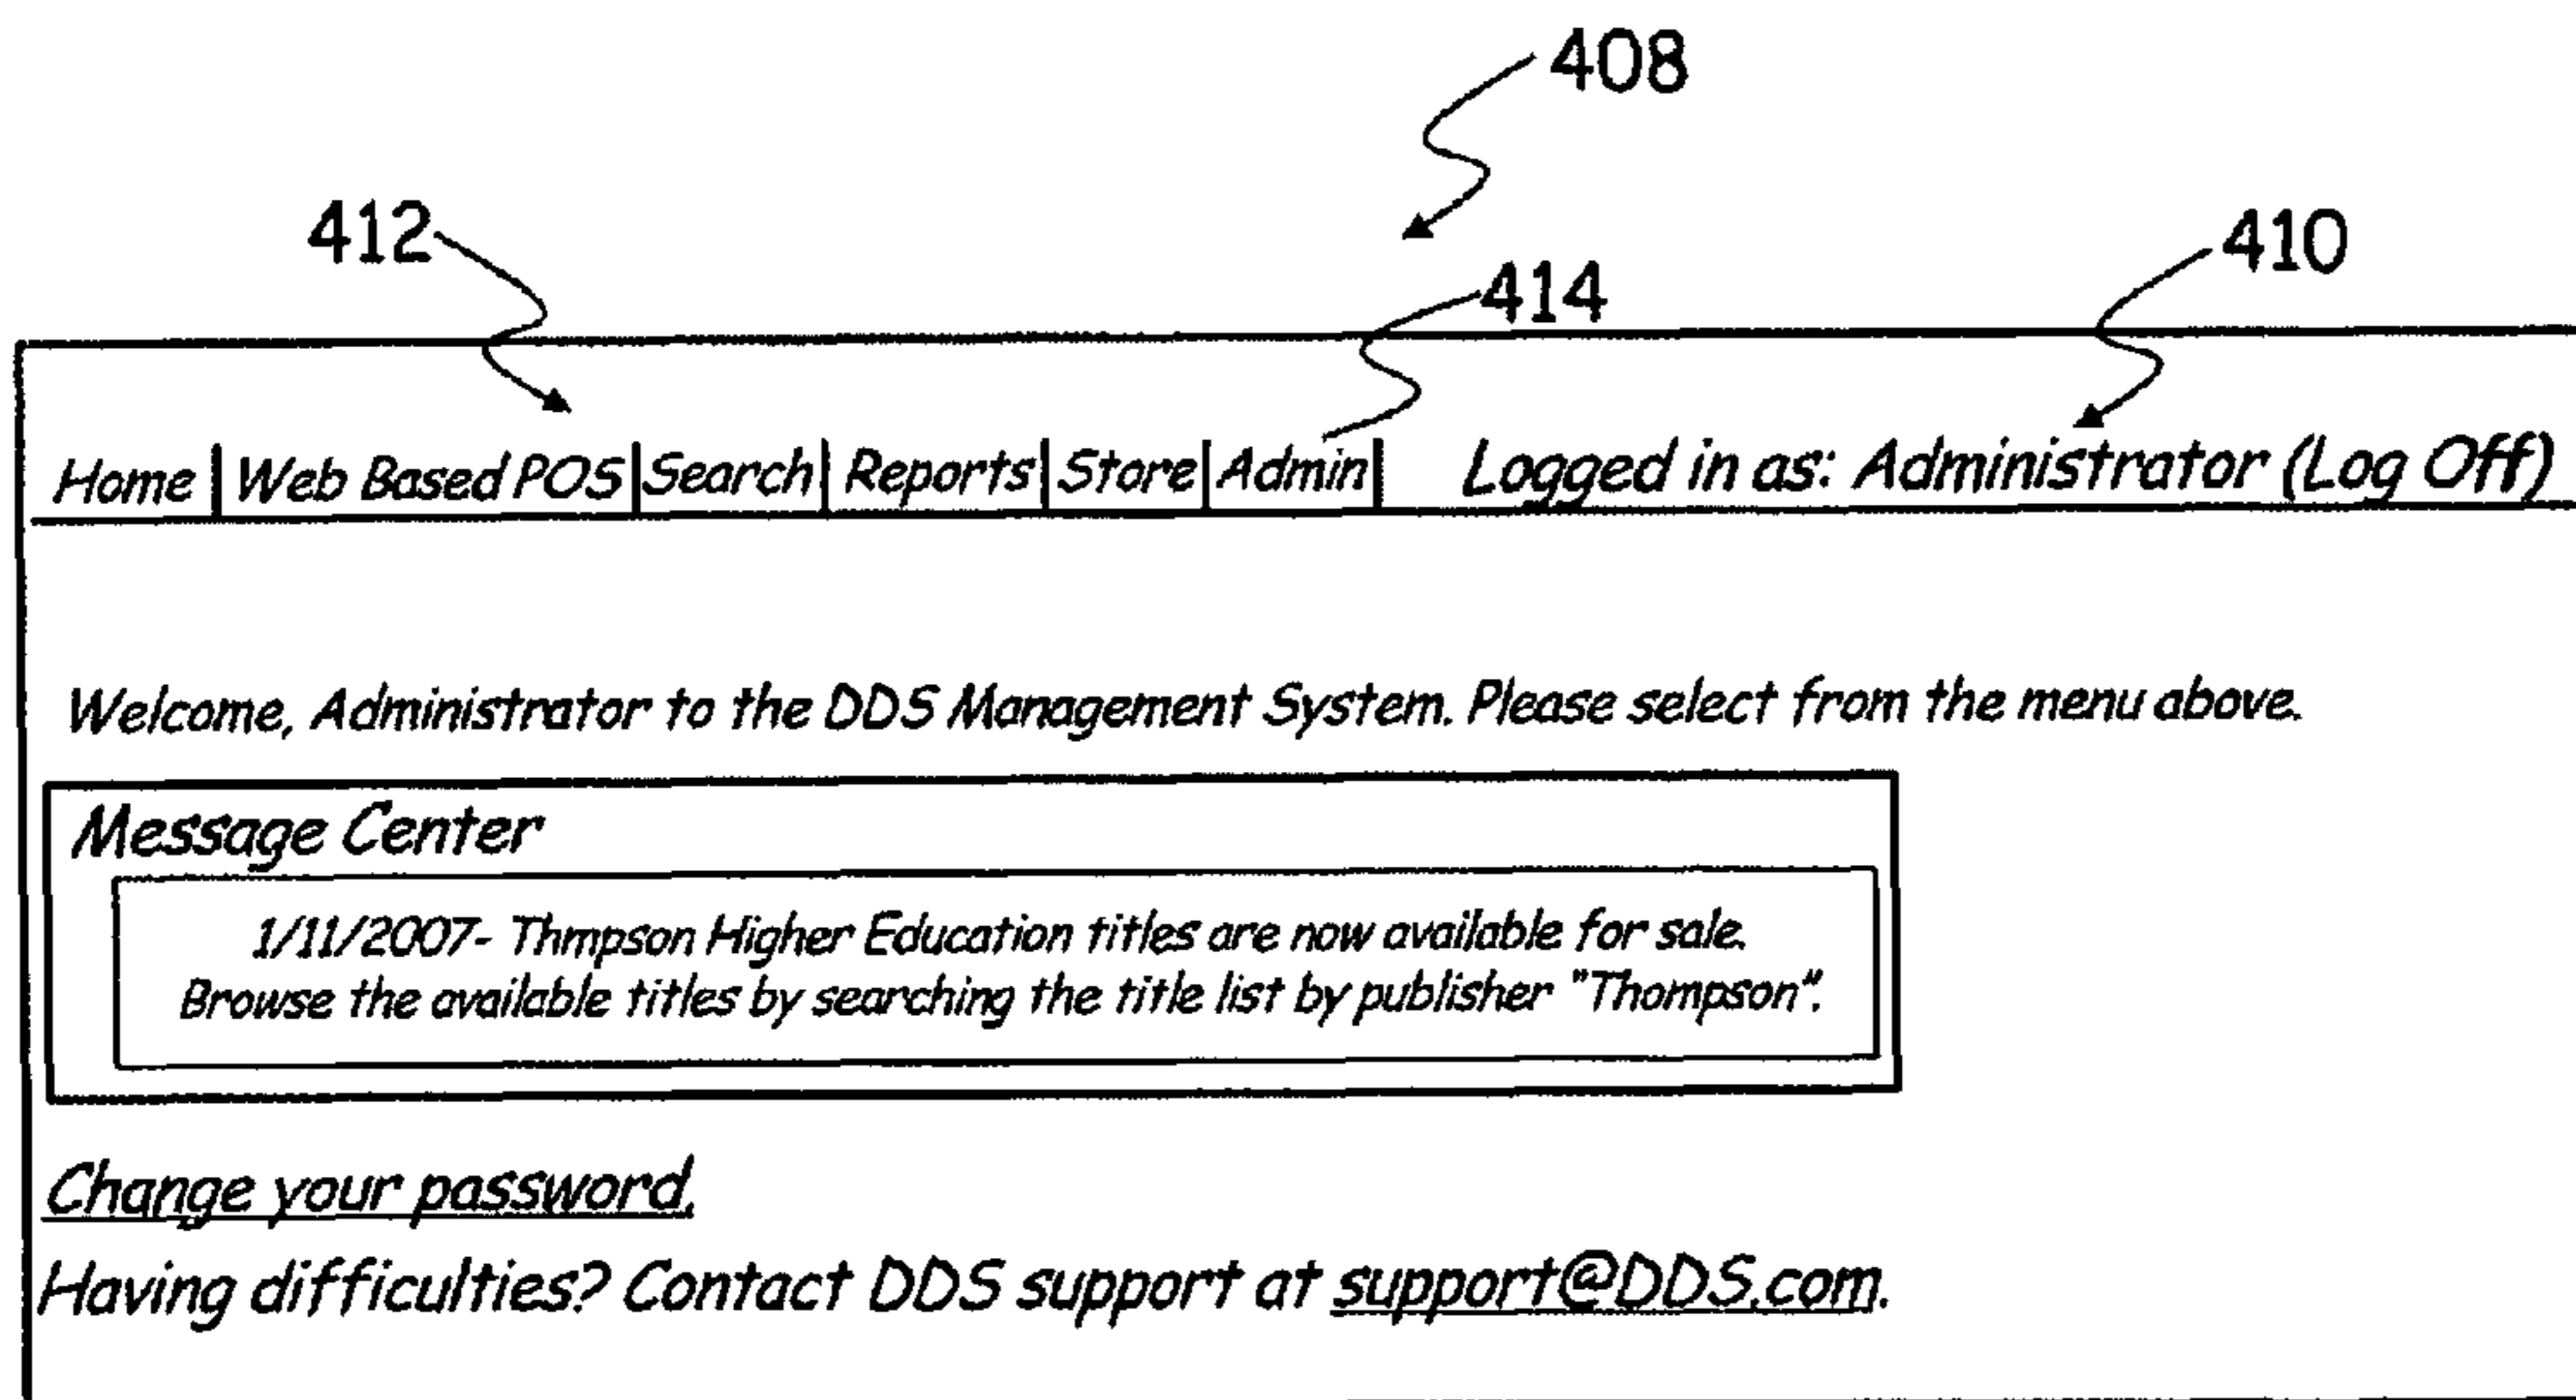 408
412
410
414
Home | Web Based POS | Search | Reports | Store | Admin | Logged in as: Administrator (Log Off)
Welcome, Administrator to the DDS Management System. Please select from the menu above.
Message Center
1/11/2007- Thmpson Higher Education titles are now available for sale.
Browse the available titles by searching the title list by publisher "Thompson".
Change your password.
Having difficulties? Contact DDS support at support@DDS.com.